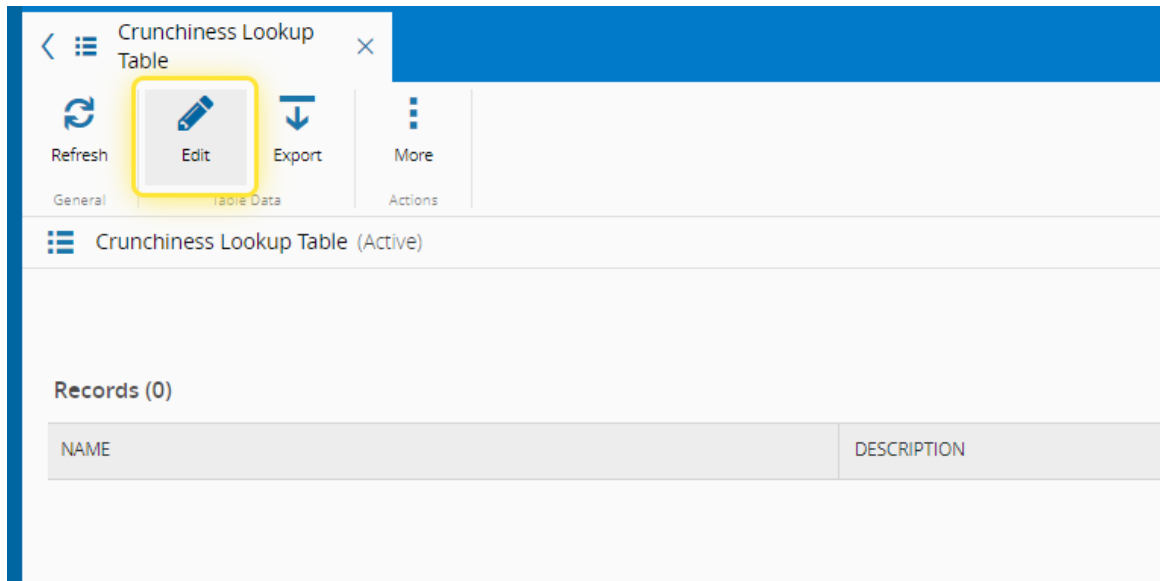 Crunchiness Lookup
Table
Refresh Edit Export More
General Table Data Actions
Crunchiness Lookup Table (Active)
Records (0)
NAME DESCRIPTION